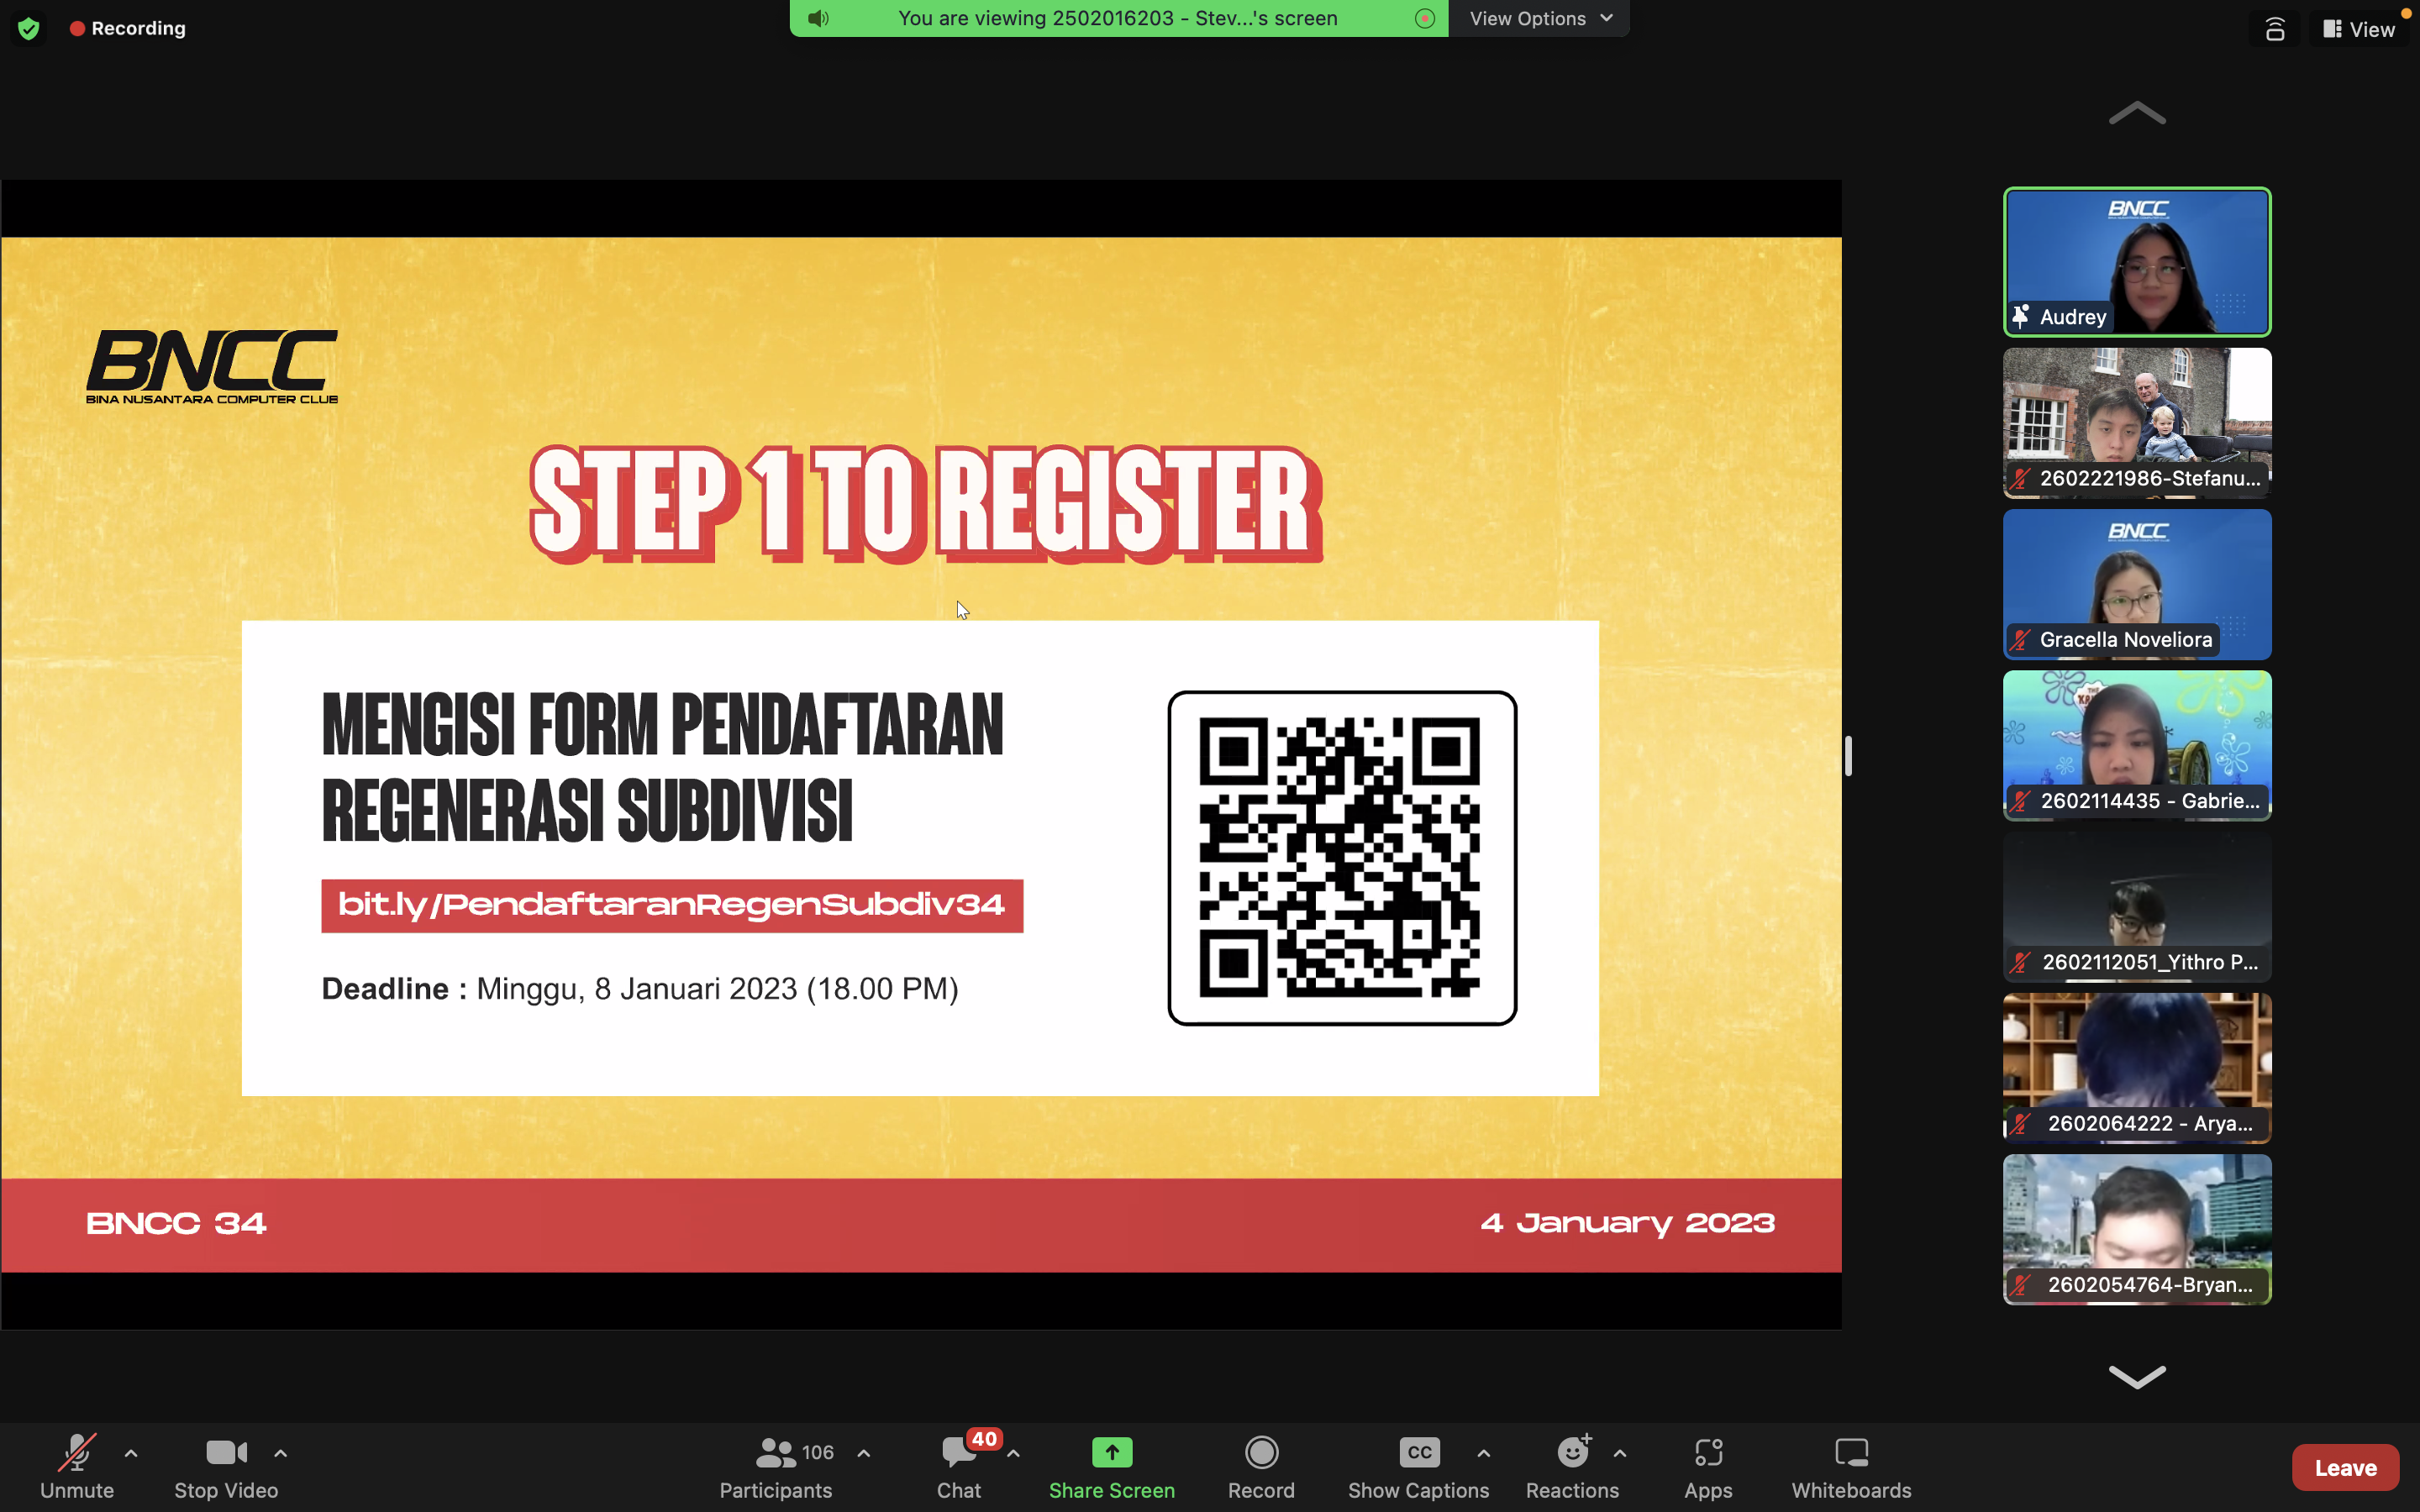 Recording
You are viewing 2502016203 - Stev...'s screen
View Options
View
BNCC
BINA NUSANTARA COMPUTER CLUB
STEP 1 TO REGISTER
MENGISI FORM PENDAFTARAN
REGENERASI SUBDIVISI
bit.ly/PendaftaranRegenSubdiv34
Deadline : Minggu, 8 Januari 2023 (18.00 PM)
BNCC 34
4 January 2023
BNCC
Audrey
2602221986-Stefanu...
BNCC
Gracella Noveliora
2602114435 - Gabrie...
2602112051_Yithro P...
2602064222 - Arya...
2602054764-Bryan...
Unmute
Stop Video
106
Participants
40
Chat
Share Screen
Record
CC
Show Captions
Reactions
Apps
Whiteboards
Leave